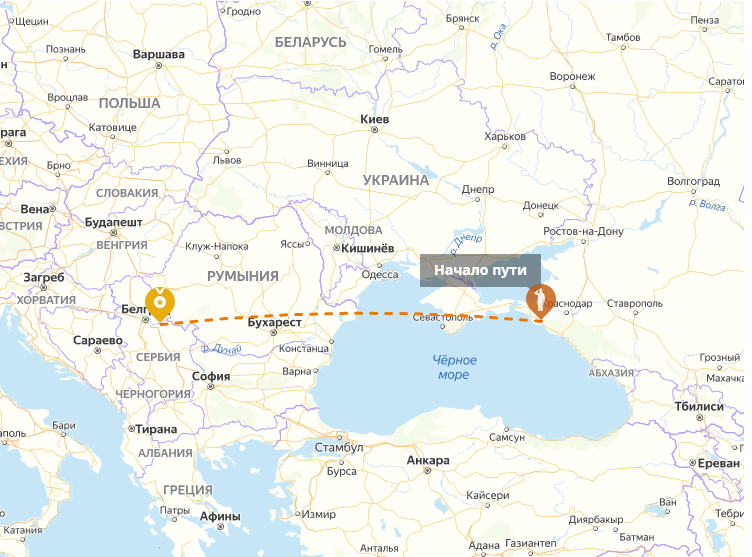 Щецин
Гродно
Брянск
р. Ока
Пенза
БЕЛАРУСЬ
Тамбов
Познань
Варшава
Гомель
Воронеж
Саратов
Вроцлав
ПОЛЬША
Киев
Катовице
Харьков
Брно
Львов
Винница
УКРАИНА
Волгоград
СЛОВАКИЯ
Днепр
р. Волга
Вена
Донецк
Будапешт
МОЛДОВА
Ростов-на-Дону
ВЕНГРИЯ
Клуж-Напока
Яссы
Кишинёв
р. Днепр
Загреб
РУМЫНИЯ
Одесса
Начало пути
ХОРВАТИЯ
Краснодар
Ставрополь
Севастополь
Бухарест
Сараево
СЕРБИЯ
р. Дунай
Констанца
Чёрное
море
Грозный
София
Варна
АБХАЗИЯ
Махачка
ЧЕРНОГОРИЯ
Тбилиси
Бари
Тирана
Самсун
АЛБАНИЯ
Стамбул
Бурса
Анкара
Ереван
ГРЕЦИЯ
Кайсери
Ван
Патры
Афины
Измир
Диярбакыр
Тебри
Катания
Батман
Анталья
Адана
Газиантеп